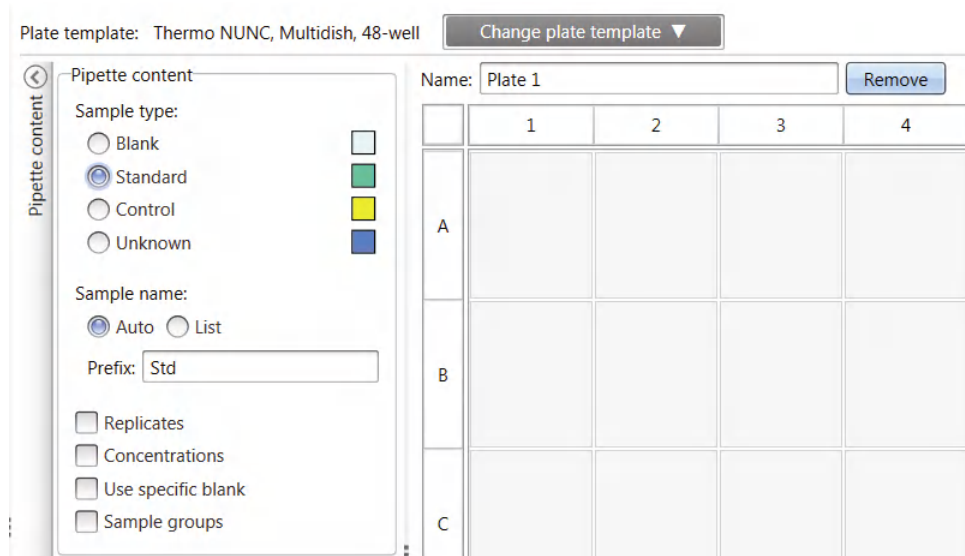 Plate template: Thermo NUNC, Multidish, 48-well
Change plate template ▼
Pipette content
Pipette content
Sample type:
Blank
Standard
Control
Unknown
Sample name:
Auto
List
Prefix: Std
Replicates
Concentrations
Use specific blank
Sample groups
Name: Plate 1
Remove
1 2 3 4
A
B
C